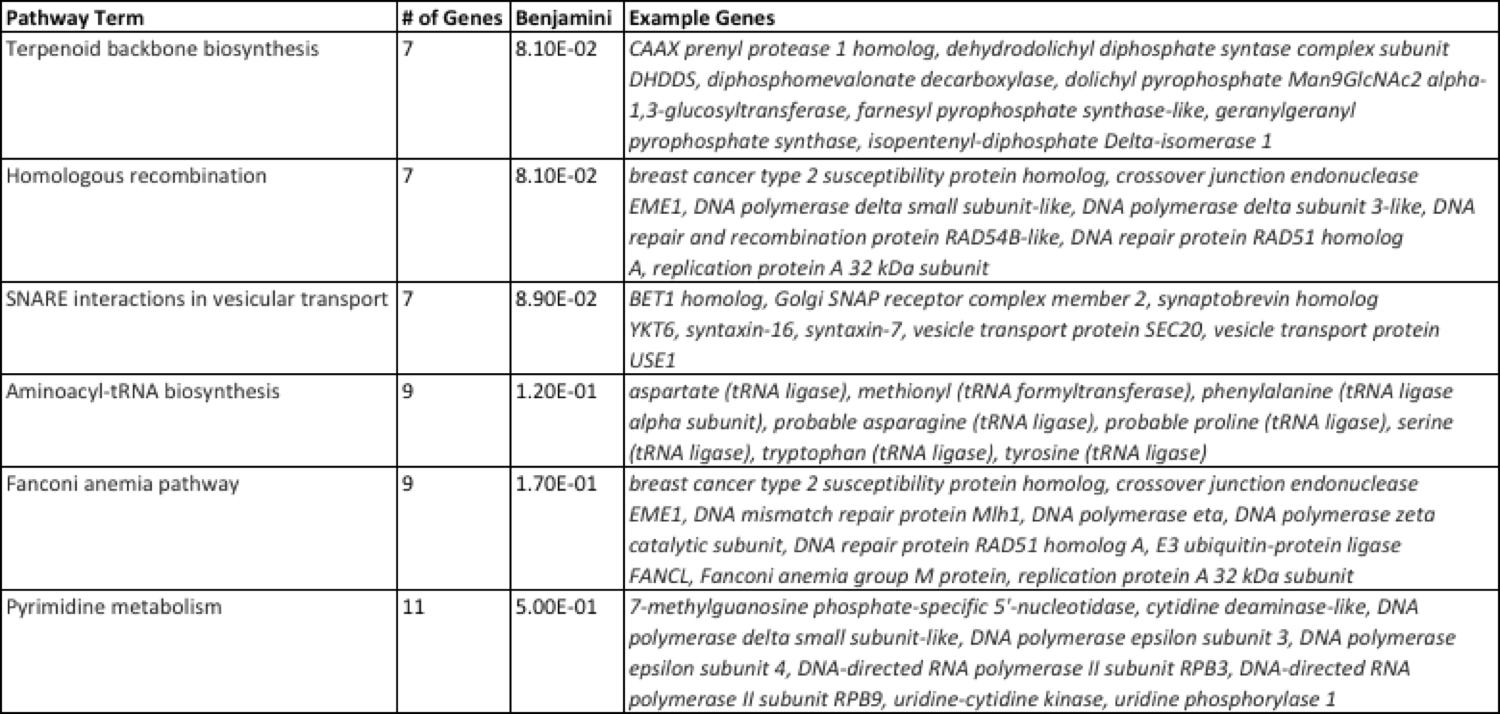 Pathway Term # of Genes Benjamini Example Genes
Terpenoid backbone biosynthesis 7 8.10E-02 CAAX prenyl protease 1 homolog, dehydrodolichyl diphosphate syntase complex subunit
DHDDS, diphosphomevalonate decarboxylase, dolichyl pyrophosphate Man9GlcNAc2 alpha-
1,3-glucosyltransferase, farnesyl pyrophosphate synthase-like, geranylgeranyl
pyrophosphate synthase, isopentenyl-diphosphate Delta-isomerase 1
Homologous recombination 7 8.10E-02 breast cancer type 2 susceptibility protein homolog, crossover junction endonuclease
EME1, DNA polymerase delta small subunit-like, DNA polymerase delta subunit 3-like, DNA
repair and recombination protein RAD54B-like, DNA repair protein RAD51 homolog
A, replication protein A 32 kDa subunit
SNARE interactions in vesicular transport 7 8.90E-02 BET1 homolog, Golgi SNAP receptor complex member 2, synaptobrevin homolog
YKT6, syntaxin-16, syntaxin-7, vesicle transport protein SEC20, vesicle transport protein
USE1
Aminoacyl-tRNA biosynthesis 9 1.20E-01 aspartate (tRNA ligase), methionyl (tRNA formyltransferase), phenylalanine (tRNA ligase
alpha subunit), probable asparagine (tRNA ligase), probable proline (tRNA ligase), serine
(tRNA ligase), tryptophan (tRNA ligase), tyrosine (tRNA ligase)
Fanconi anemia pathway 9 1.70E-01 breast cancer type 2 susceptibility protein homolog, crossover junction endonuclease
EME1, DNA mismatch repair protein Mlh1, DNA polymerase eta, DNA polymerase zeta
catalytic subunit, DNA repair protein RAD51 homolog A, E3 ubiquitin-protein ligase
FANCL, Fanconi anemia group M protein, replication protein A 32 kDa subunit
Pyrimidine metabolism 11 5.00E-01 7-methylguanosine phosphate-specific 5'-nucleotidase, cytidine deaminase-like, DNA
polymerase delta small subunit-like, DNA polymerase epsilon subunit 3, DNA polymerase
epsilon subunit 4, DNA-directed RNA polymerase II subunit RPB3, DNA-directed RNA
polymerase II subunit RPB9, uridine-cytidine kinase, uridine phosphorylase 1